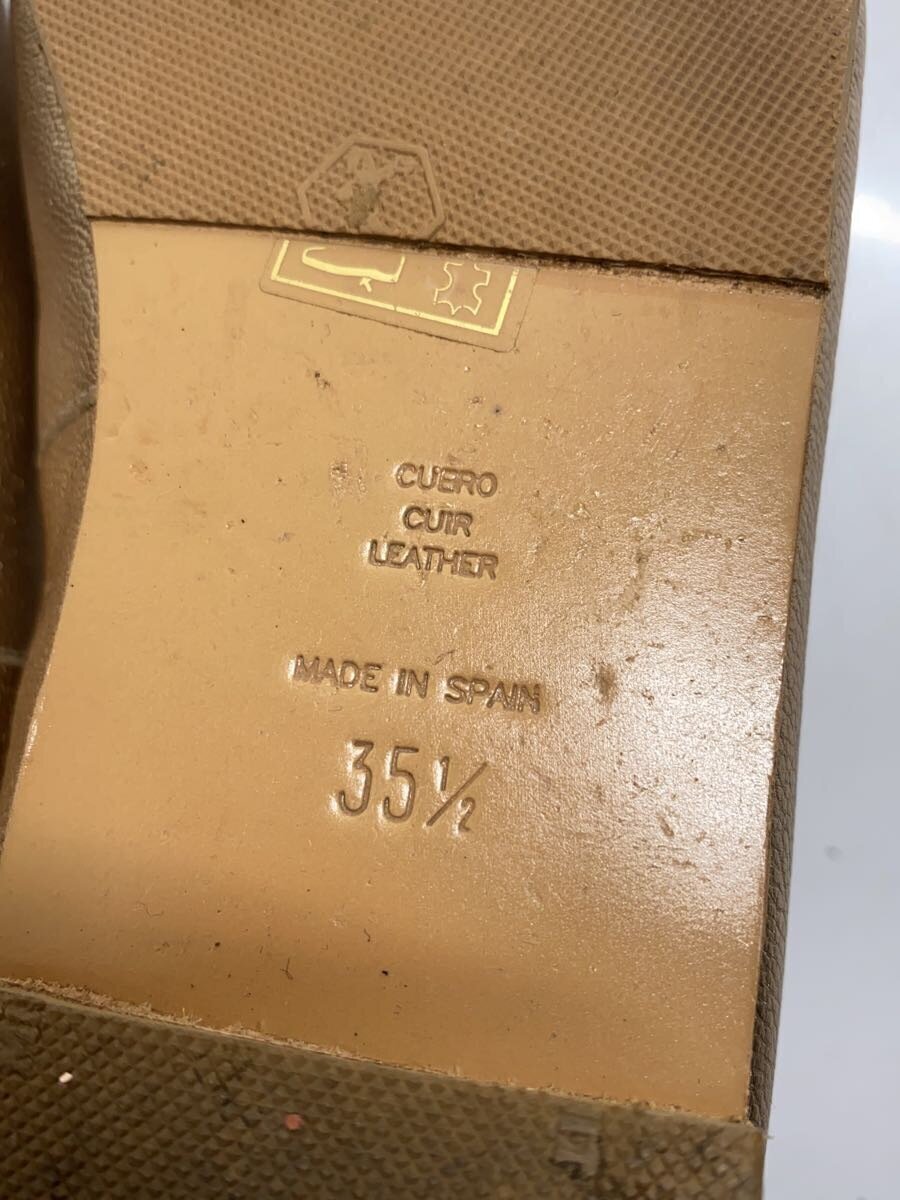 CUERO
CUIR
LEATHER
MADE IN SPAIN
35½